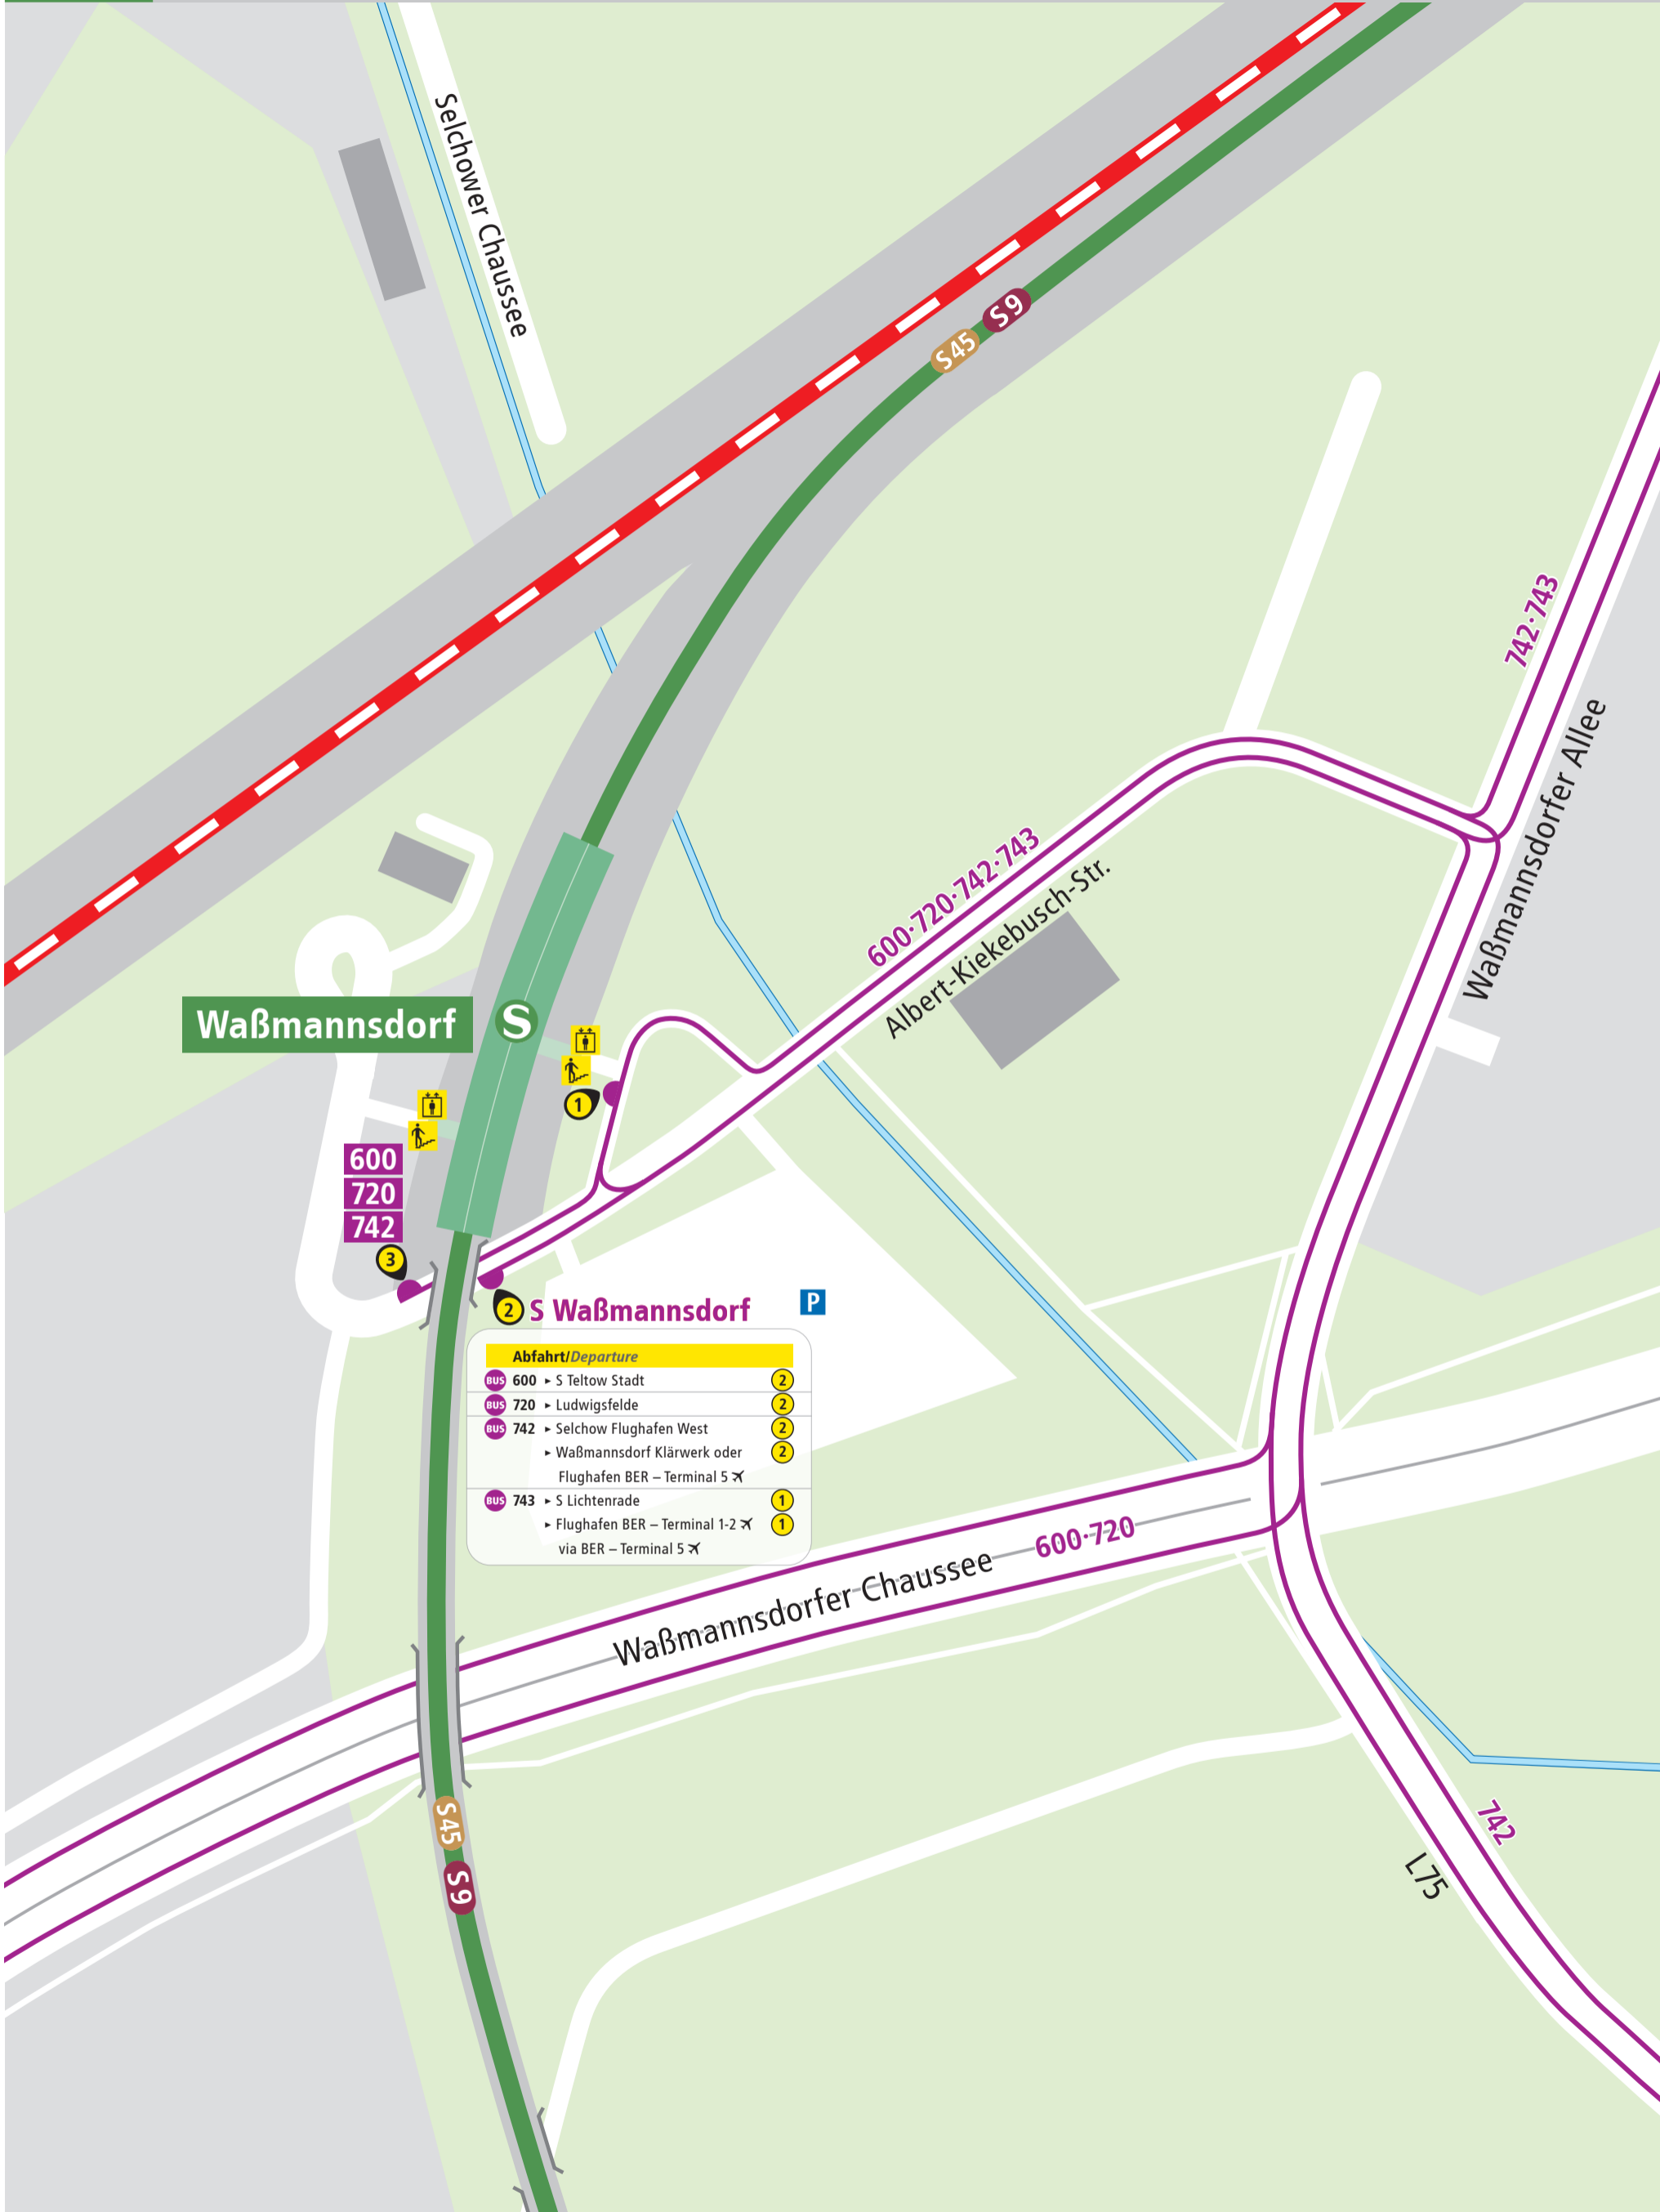 Selchower Chaussee
S9
S45
742·743
Waßmannsdorfer Allee
600·720·742·743
Albert-Kiekebusch-Str.
Waßmannsdorf
S
1
600
720
742
3
2
S Waßmannsdorf
P
Abfahrt/Departure
BUS 600 ▸ S Teltow Stadt 2
BUS 720 ▸ Ludwigsfelde 2
BUS 742 ▸ Selchow Flughafen West 2
▸ Waßmannsdorf Klärwerk oder 2
Flughafen BER – Terminal 5
BUS 743 ▸ S Lichtenrade 1
▸ Flughafen BER – Terminal 1-2 1
via BER – Terminal 5
600·720
Waßmannsdorfer Chaussee
S45
S9
742
L75